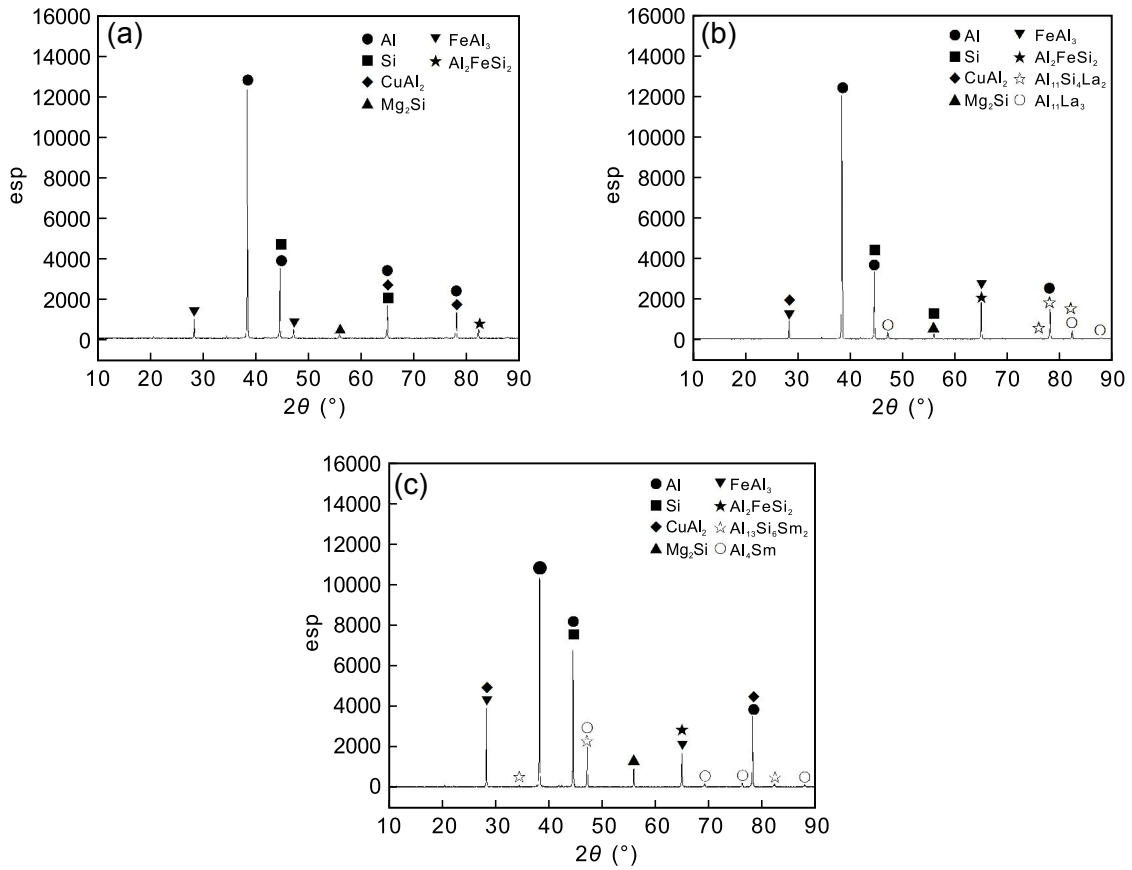 (a)
Al FeAl₃
Si Al₂FeSi₂
CuAl₂
Mg₂Si
16000
14000
12000
10000
8000
6000
4000
2000
0
esp
10 20 30 40 50 60 70 80 90
2θ (°)
(b)
Al FeAl₃
Si Al₂FeSi₂
CuAl₂ Al₁₁Si₄La₂
Mg₂Si Al₁₁La₃
16000
14000
12000
10000
8000
6000
4000
2000
0
esp
10 20 30 40 50 60 70 80 90
2θ (°)
(c)
Al FeAl₃
Si Al₂FeSi₂
CuAl₂ Al₁₃Si₆Sm₂
Mg₂Si Al₄Sm
16000
14000
12000
10000
8000
6000
4000
2000
0
esp
10 20 30 40 50 60 70 80 90
2θ (°)